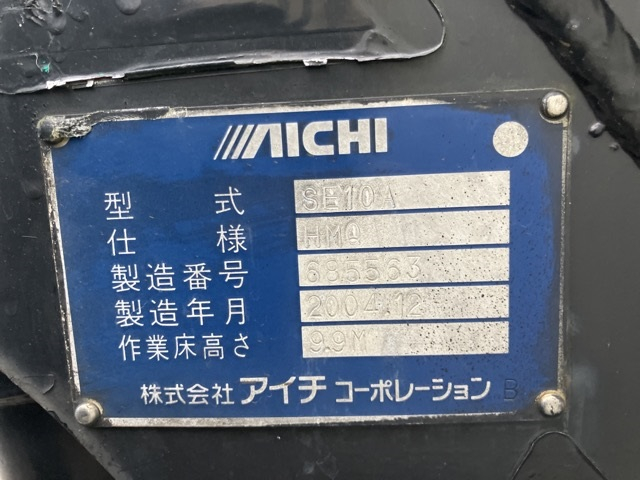 AICHI
型式 SE10A
仕様 HM1
製造番号 685563
製造年月 2004.12
作業床高さ 9.9M
株式会社 アイチ コーポレーション B